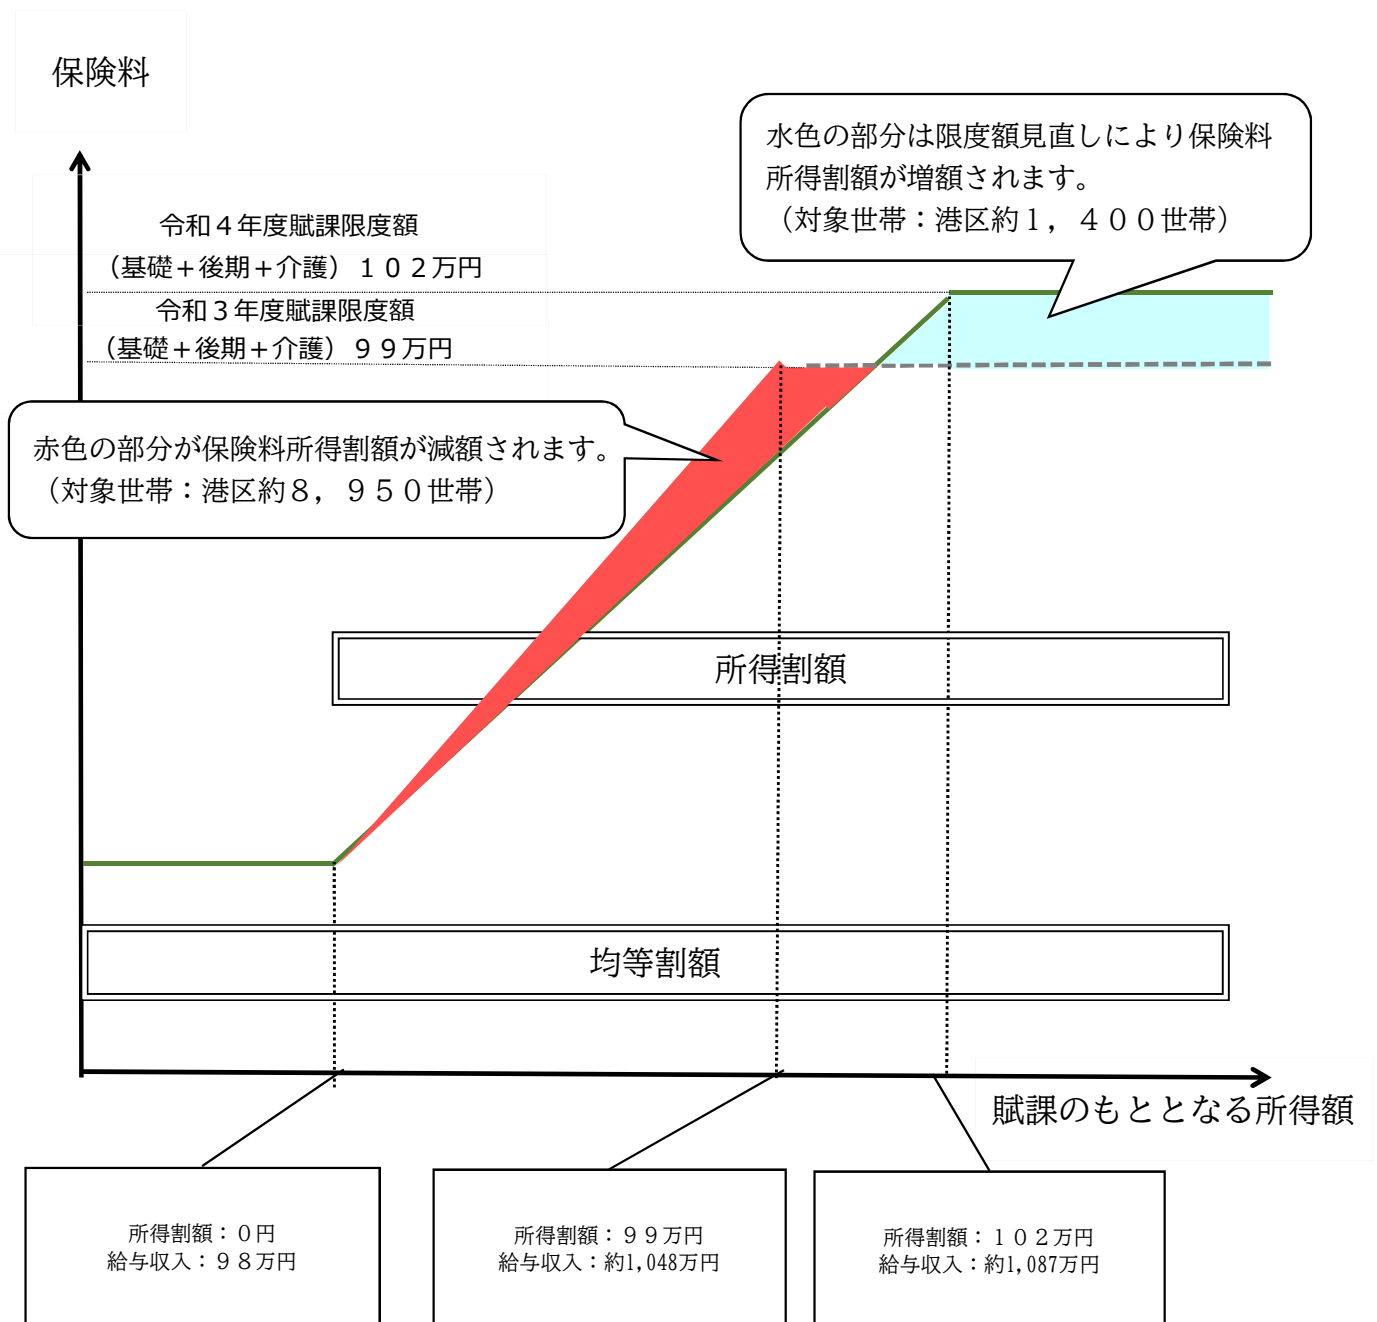 保険料
水色の部分は限度額見直しにより保険料
所得割額が増額されます。
（対象世帯：港区約１，４００世帯）
令和４年度賦課限度額
（基礎＋後期＋介護）１０２万円
令和３年度賦課限度額
（基礎＋後期＋介護）９９万円
赤色の部分が保険料所得割額が減額されます。
（対象世帯：港区約８，９５０世帯）
所得割額
均等割額
賦課のもととなる所得額
所得割額：０円
給与収入：９８万円
所得割額：９９万円
給与収入：約1,048万円
所得割額：１０２万円
給与収入：約1,087万円